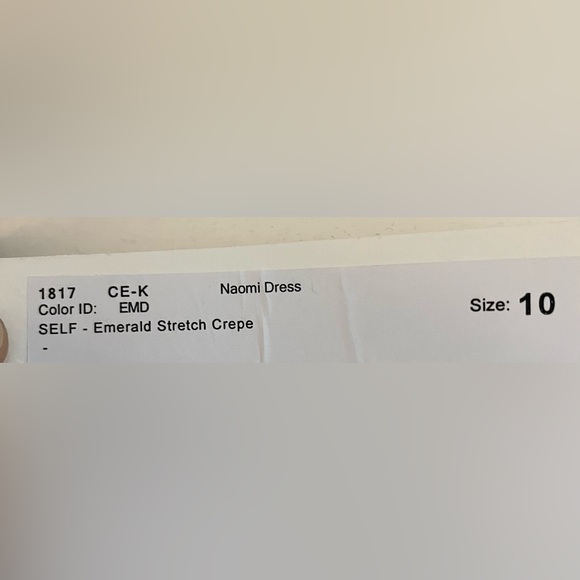 1817 CE-K Naomi Dress
Color ID: EMD Size: 10
SELF - Emerald Stretch Crepe
-